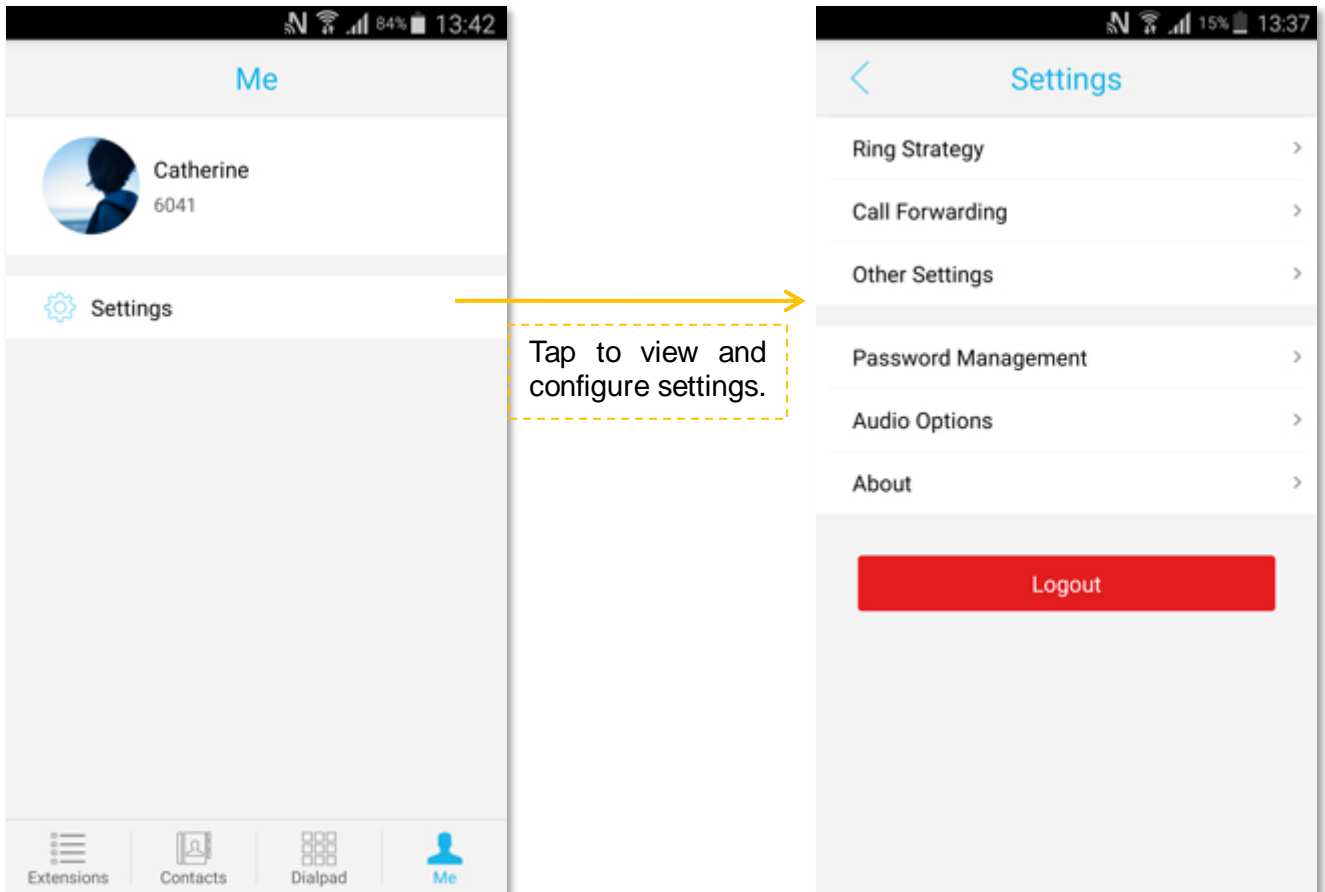 84% 13:42
Me
Catherine
6041
Settings
Extensions
Contacts
Dialpad
Me
Tap to view and
configure settings.
15% 13:37
Settings
Ring Strategy
Call Forwarding
Other Settings
Password Management
Audio Options
About
Logout